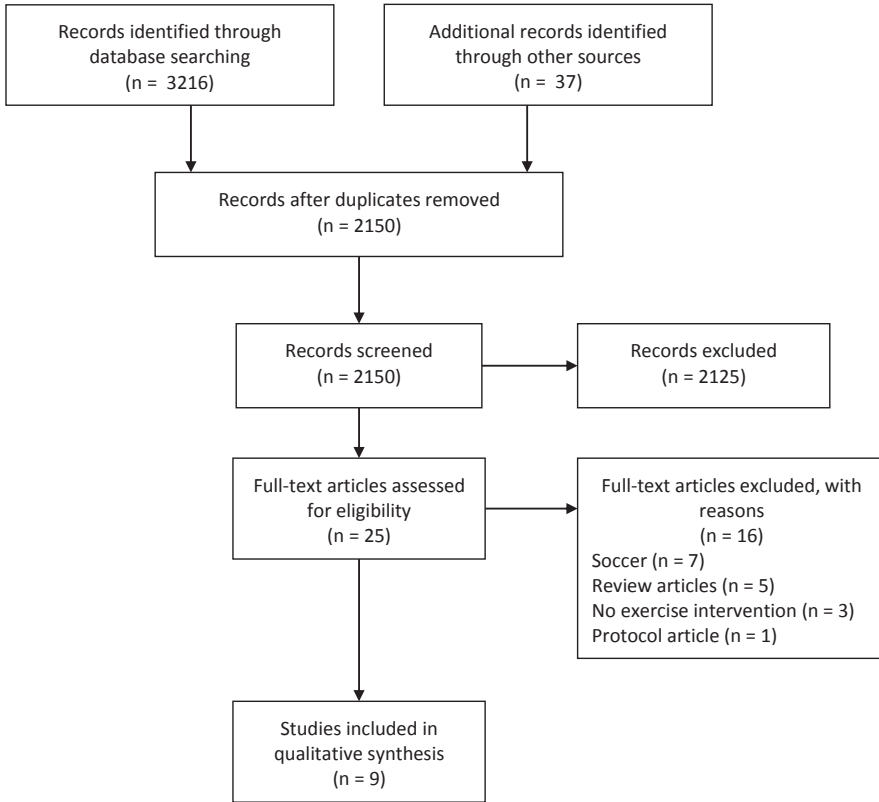 Records identified through
database searching
(n = 3216)
Additional records identified
through other sources
(n = 37)
Records after duplicates removed
(n = 2150)
Records screened
(n = 2150)
Records excluded
(n = 2125)
Full-text articles assessed
for eligibility
(n = 25)
Full-text articles excluded, with
reasons
(n = 16)
Soccer (n = 7)
Review articles (n = 5)
No exercise intervention (n = 3)
Protocol article (n = 1)
Studies included in
qualitative synthesis
(n = 9)